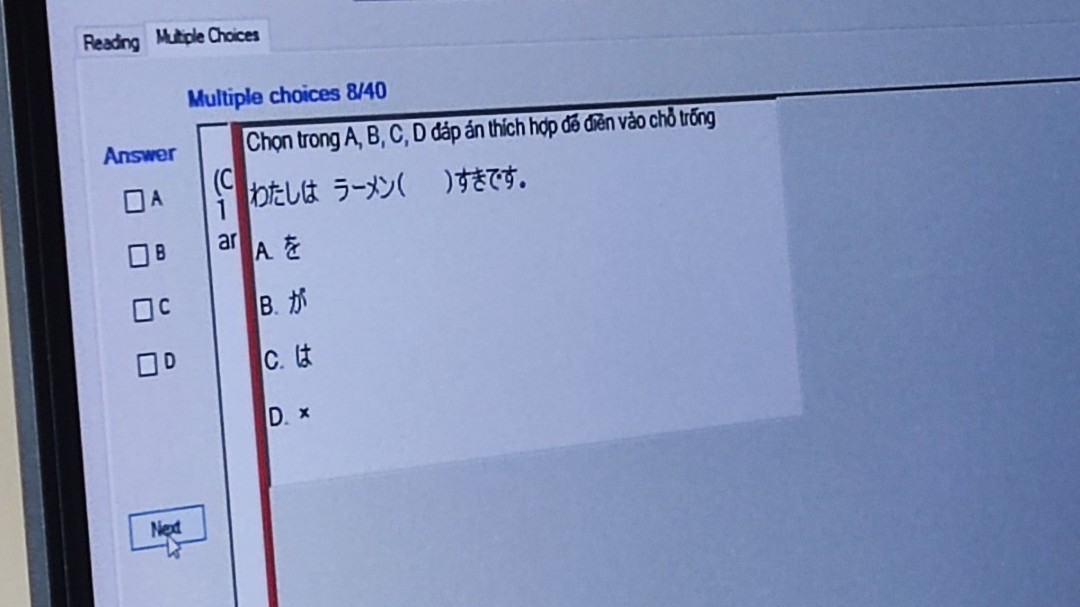 Reading Multiple Choices
Multiple choices 8/40
Answer
A
B
C
D
Next
(C
1
ar
Chọn trong A, B, C, D đáp án thích hợp để điền vào chỗ trống
わたしは ラーメン( )すきです。
A. を
B. が
C. は
D. ×